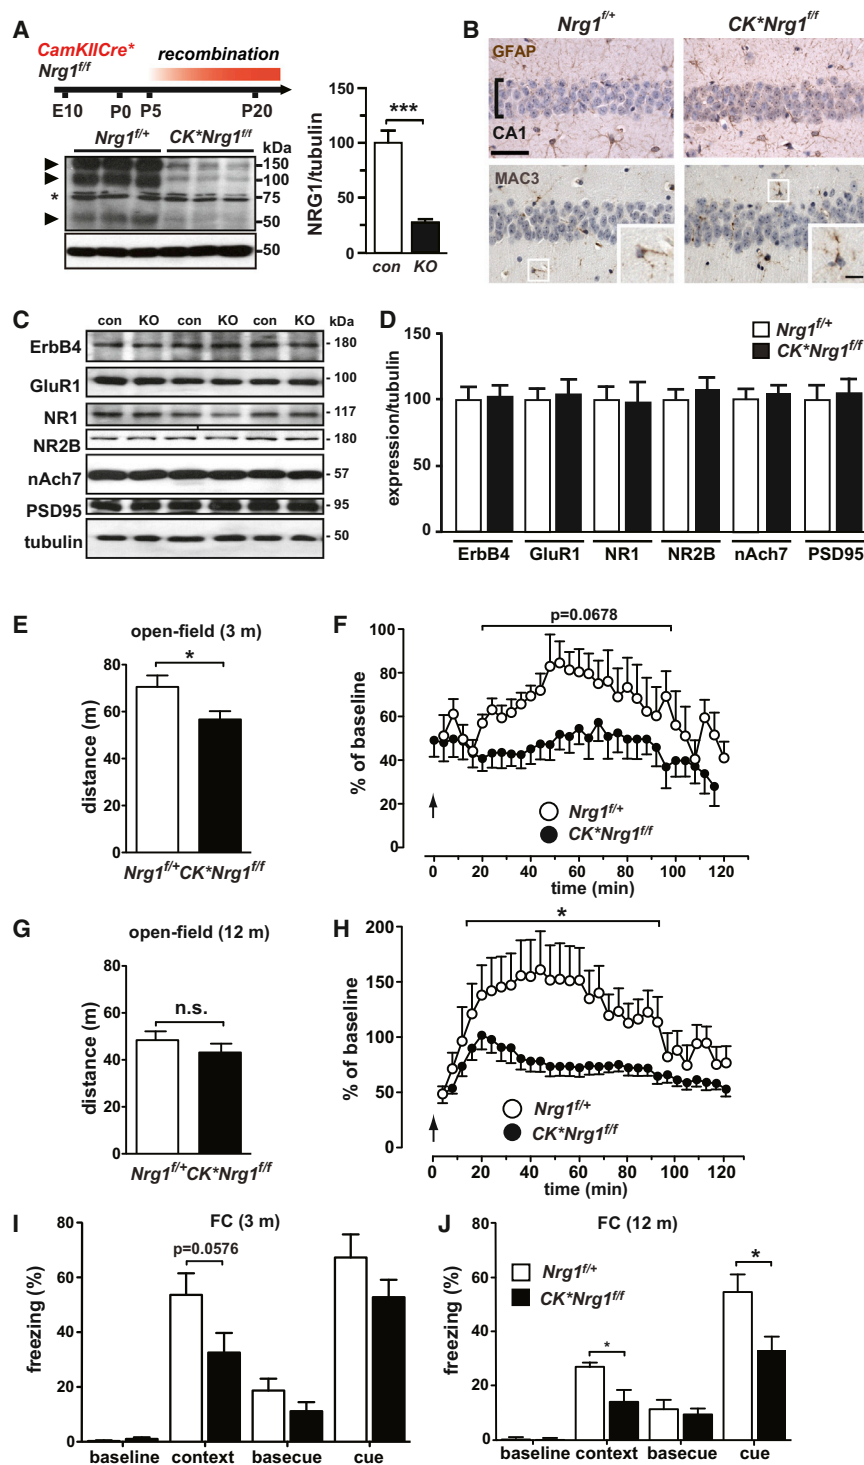 A
CamKIICre*
Nrg1f/f
recombination
E10 P0 P5 P20
Nrg1f/+ CK*Nrg1f/f
kDa
150
100
* 75
50
50
NRG1/tubulin
150
100
50
0
***
con KO
B
Nrg1f/+ CK*Nrg1f/f
GFAP
CA1
MAC3
C
con KO con KO con KO kDa
ErbB4 - 180
GluR1 - 100
NR1 - 117
NR2B - 180
nAch7 - 57
PSD95 - 95
tubulin - 50
D
Nrg1f/+
CK*Nrg1f/f
expression/tubulin
150
100
50
0
ErbB4 GluR1 NR1 NR2B nAch7 PSD95
E
open-field (3 m)
distance (m)
80
60
40
20
0
*
Nrg1f/+ CK*Nrg1f/f
F
p=0.0678
% of baseline
100
80
60
40
20
0
Nrg1f/+
CK*Nrg1f/f
0 20 40 60 80 100 120
time (min)
G
open-field (12 m)
distance (m)
80
60
40
20
0
n.s.
Nrg1f/+ CK*Nrg1f/f
H
*
% of baseline
200
150
100
50
0
Nrg1f/+
CK*Nrg1f/f
0 20 40 60 80 100 120
time (min)
I
FC (3 m)
freezing (%)
80
60
40
20
0
p=0.0576
baseline context basecue cue
J
FC (12 m)
freezing (%)
80
60
40
20
0
Nrg1f/+
CK*Nrg1f/f
*
*
baseline context basecue cue